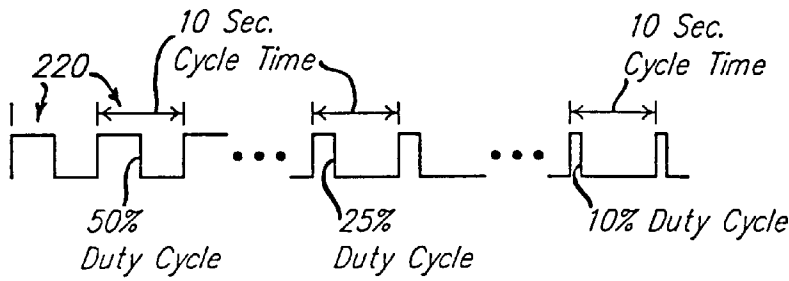 10 Sec.
Cycle Time
10 Sec.
Cycle Time
220
50%
Duty Cycle
25%
Duty Cycle
10% Duty Cycle